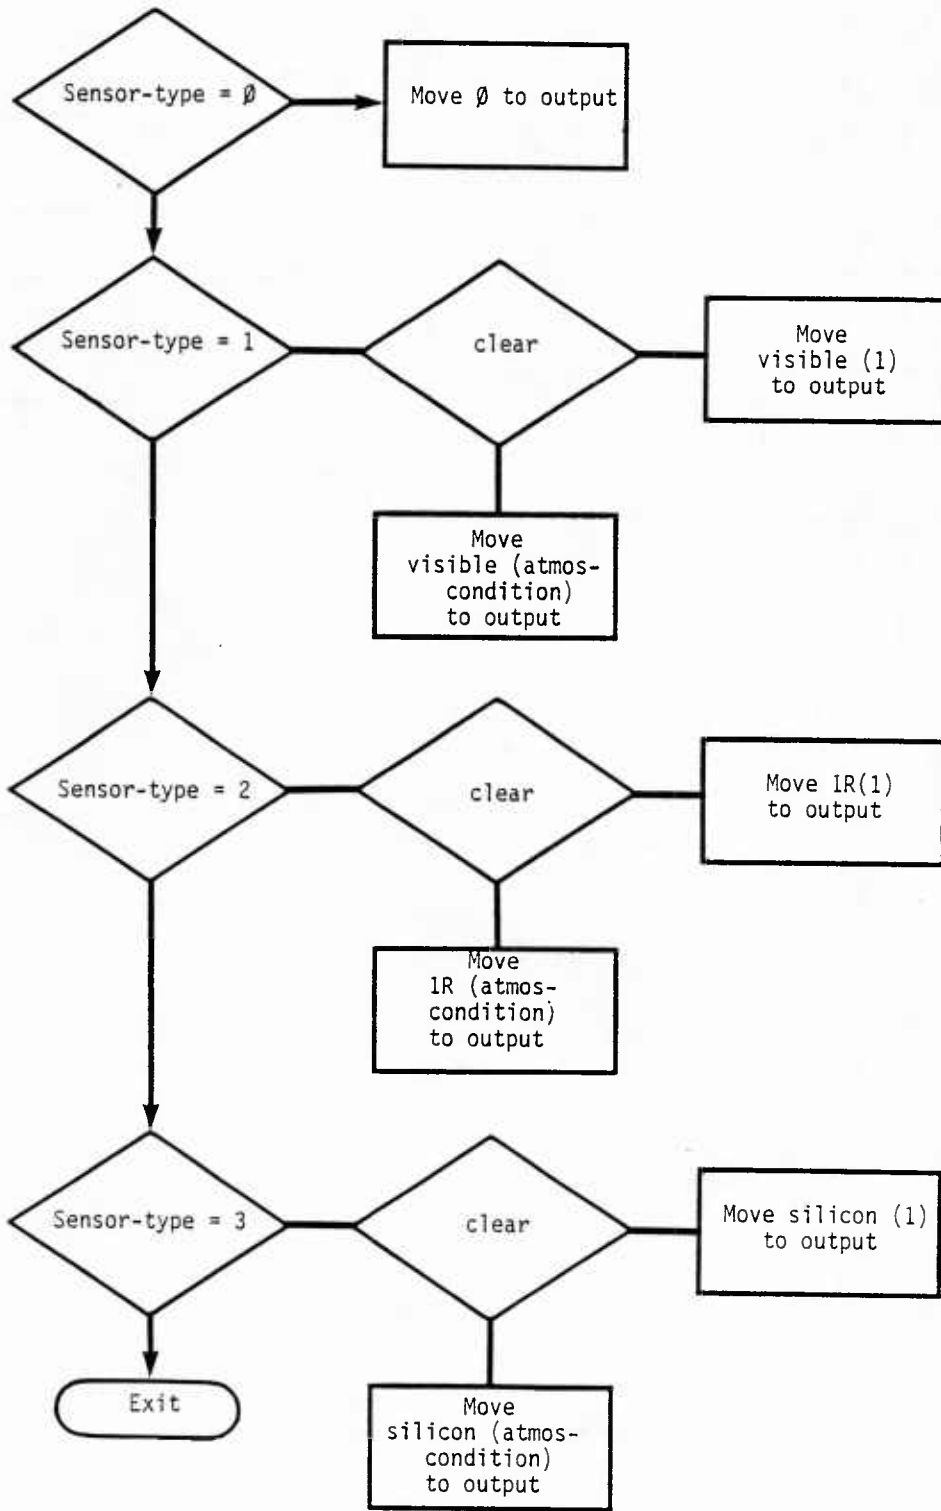 Sensor-type = Ø
Move Ø to output
Sensor-type = 1
clear
Move
visible (1)
to output
Move
visible (atmos-
condition)
to output
Sensor-type = 2
clear
Move IR(1)
to output
Move
IR (atmos-
condition)
to output
Sensor-type = 3
clear
Move silicon (1)
to output
Exit
Move
silicon (atmos-
condition)
to output